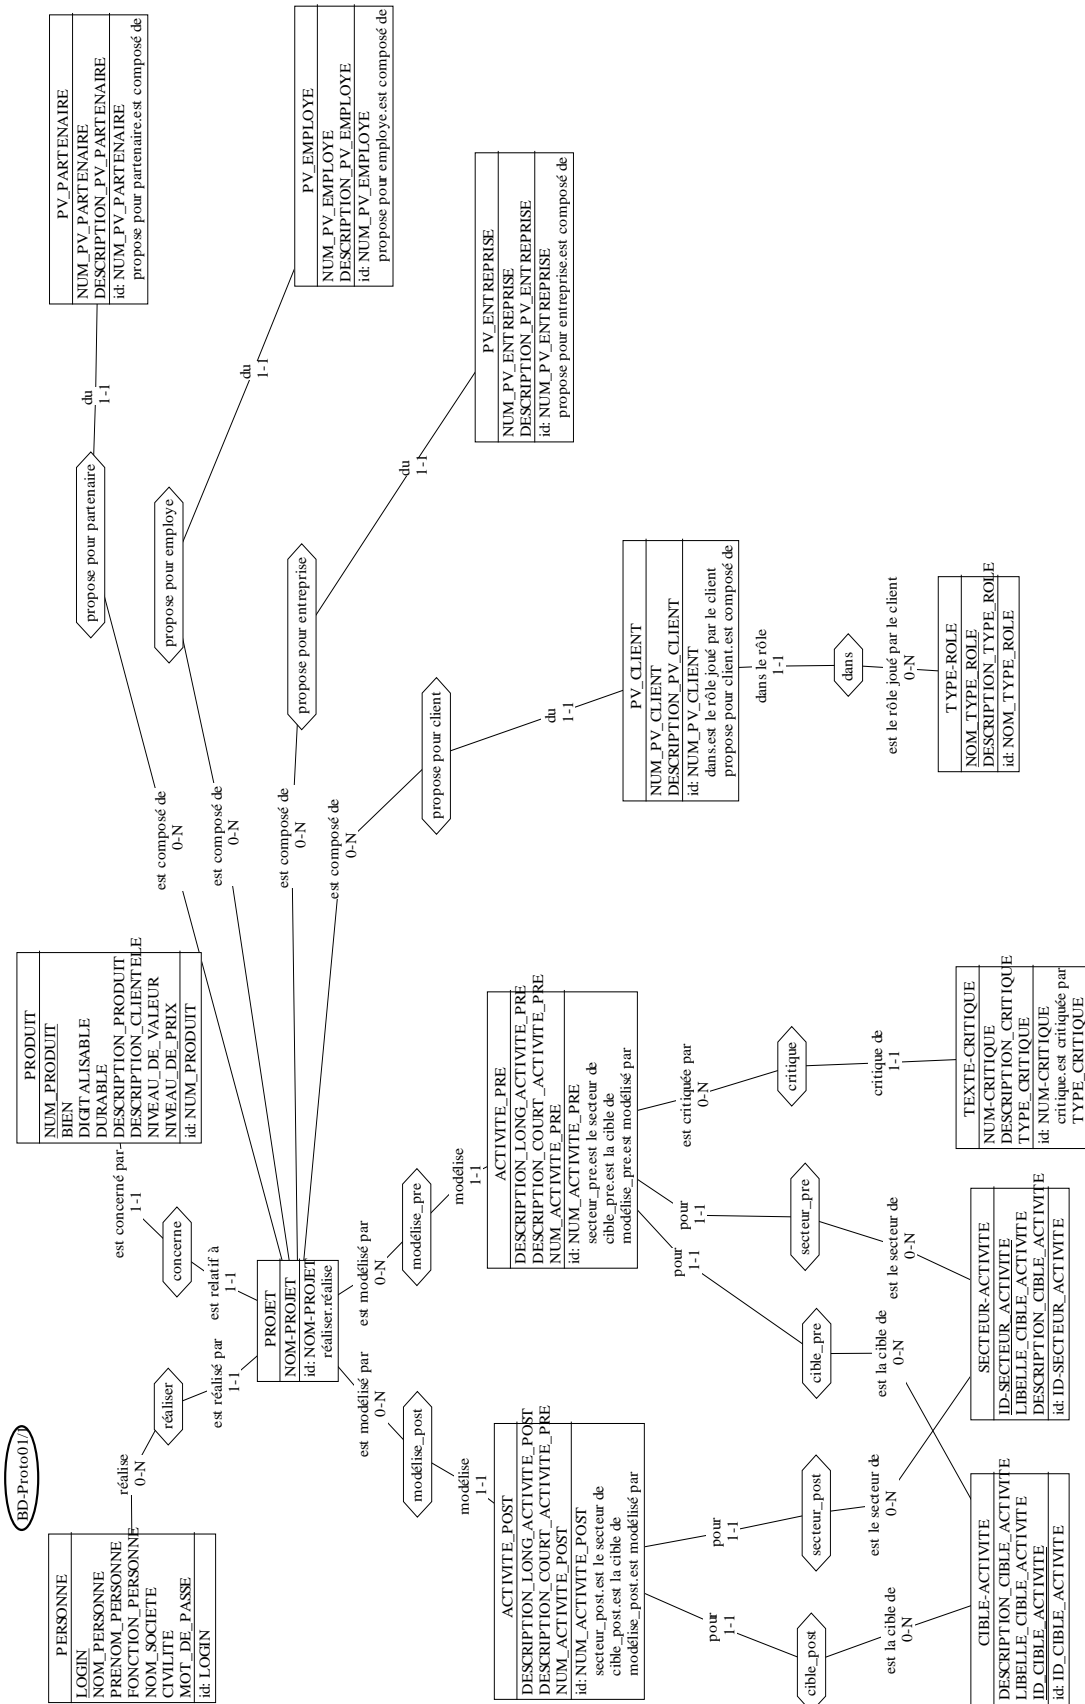 BD-Proto01/1
PERSONNE
LOGIN
NOM_PERSONNE
PRENOM_PERSONNE
FONCTION_PERSONNE
NOM_SOCIETE
CIVILITE
MOT_DE_PASSE
id: LOGIN
réalise
0-N
réaliser
est réalisé par
1-1
PRODUIT
NUM_PRODUIT
BIEN
DIGITALISABLE
DURABLE
DESCRIPTION_PRODUIT
DESCRIPTION_CLIENTELE
NIVEAU_DE_VALEUR
NIVEAU_DE_PRIX
id: NUM_PRODUIT
est concerné par
1-1
concerne
est relatif à
1-1
PROJET
NOM-PROJET
id: NOM-PROJET
réaliser.réalise
est composé de
0-N
propose pour partenaire
du
1-1
PV_PARTENAIRE
NUM_PV_PARTENAIRE
DESCRIPTION_PV_PARTENAIRE
id: NUM_PV_PARTENAIRE
propose pour partenaire.est composé de
est composé de
0-N
propose pour employe
du
1-1
PV_EMPLOYE
NUM_PV_EMPLOYE
DESCRIPTION_PV_EMPLOYE
id: NUM_PV_EMPLOYE
propose pour employe.est composé de
est composé de
0-N
propose pour entreprise
du
1-1
PV_ENTREPRISE
NUM_PV_ENTREPRISE
DESCRIPTION_PV_ENTREPRISE
id: NUM_PV_ENTREPRISE
propose pour entreprise.est composé de
est composé de
0-N
propose pour client
du
1-1
PV_CLIENT
NUM_PV_CLIENT
DESCRIPTION_PV_CLIENT
id: NUM_PV_CLIENT
dans.est le rôle joué par le client
propose pour client.est composé de
dans le rôle
1-1
dans
est le rôle joué par le client
0-N
TYPE-ROLE
NOM_TYPE_ROLE
DESCRIPTION_TYPE_ROLE
id: NOM_TYPE_ROLE
est modélisé par
0-N
modélise_post
modélise
1-1
ACTIVITE_POST
DESCRIPTION_LONG_ACTIVITE_POST
DESCRIPTION_COURT_ACTIVITE_PRE
NUM_ACTIVITE_POST
id: NUM_ACTIVITE_POST
secteur_post.est le secteur de
cible_post.est la cible de
modélise_post.est modélisé par
est modélisé par
0-N
modélise_pre
modélise
1-1
ACTIVITE_PRE
DESCRIPTION_LONG_ACTIVITE_PRE
DESCRIPTION_COURT_ACTIVITE_PRE
NUM_ACTIVITE_PRE
id: NUM_ACTIVITE_PRE
secteur_pre.est le secteur de
cible_pre.est la cible de
modélise_pre.est modélisé par
pour
1-1
cible_post
est la cible de
0-N
pour
1-1
secteur_post
est le secteur de
0-N
pour
1-1
cible_pre
est la cible de
0-N
pour
1-1
secteur_pre
est le secteur de
0-N
est critiquée par
0-N
critique
critique de
1-1
CIBLE-ACTIVITE
DESCRIPTION_CIBLE_ACTIVITE
LIBELLE_CIBLE_ACTIVITE
ID_CIBLE_ACTIVITE
id: ID_CIBLE_ACTIVITE
SECTEUR-ACTIVITE
ID-SECTEUR_ACTIVITE
LIBELLE_CIBLE_ACTIVITE
DESCRIPTION_CIBLE_ACTIVITE
id: ID-SECTEUR_ACTIVITE
TEXTE-CRITIQUE
NUM-CRITIQUE
DESCRIPTION_CRITIQUE
TYPE_CRITIQUE
id: NUM-CRITIQUE
critique.est critiquée par
TYPE_CRITIQUE